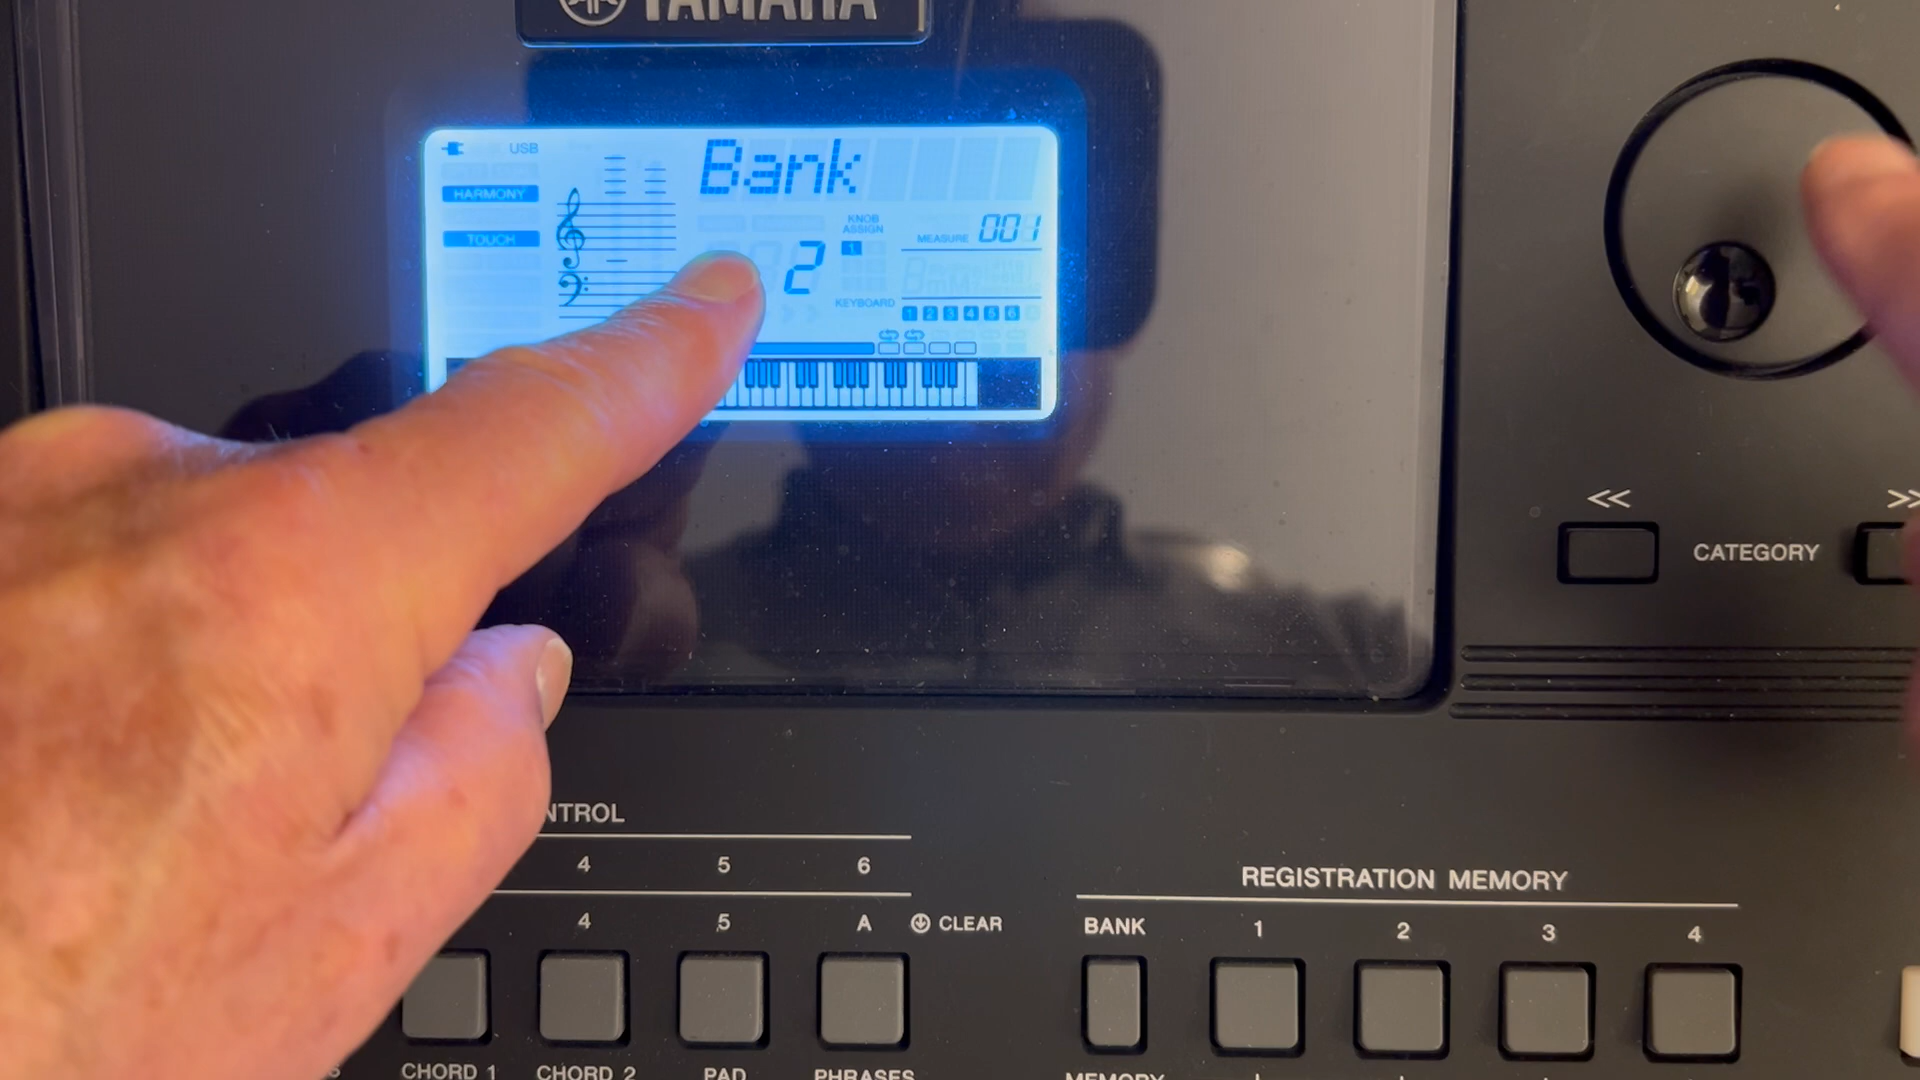 YAMAHA
USB
Bank
HARMONY
TOUCH
KNOB
ASSIGN
1
MEASURE 001
2
KEYBOARD
1 2 3 4 5 6
<< >>
CATEGORY
NTROL
4 5 6
4 5 A CLEAR
CHORD 1 CHORD 2 PAD PHRASES
REGISTRATION MEMORY
BANK 1 2 3 4
MEMORY